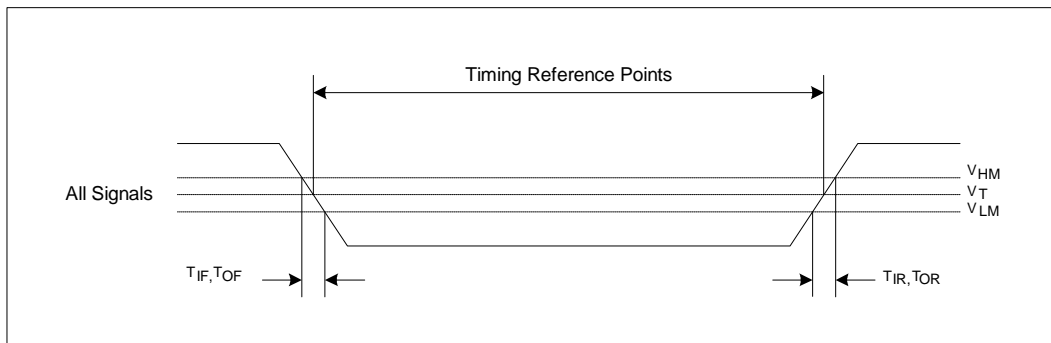 Timing Reference Points
VHM
All Signals
VT
VLM
TIF,TOF
TIR,TOR